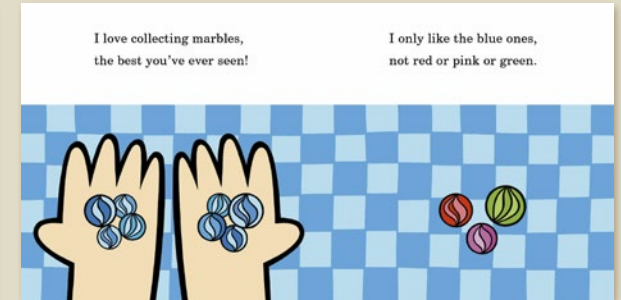 I love collecting marbles,
the best you've ever seen!
I only like the blue ones,
not red or pink or green.